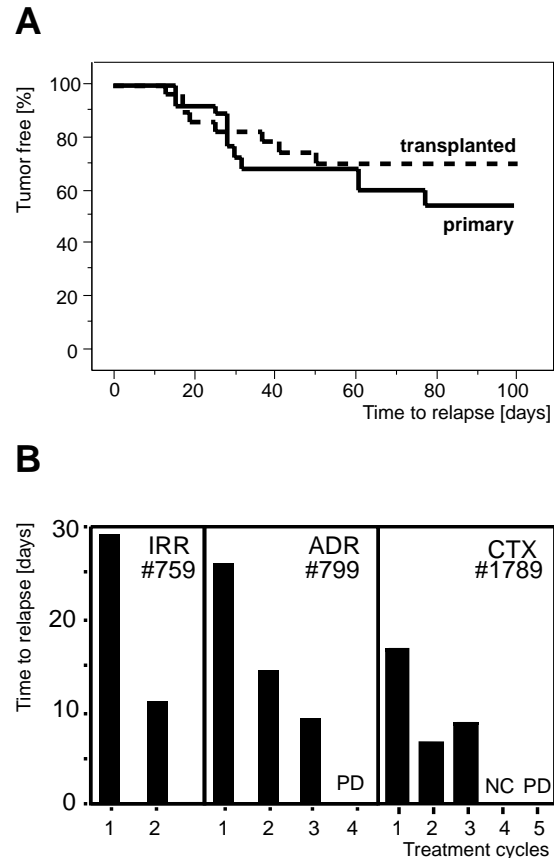 A
Tumor free [%]
100
80
60
40
20
0
transplanted
primary
0 20 40 60 80 100
Time to relapse [days]
B
Time to relapse [days]
30
20
10
0
IRR
#759
ADR
#799
CTX
#1789
PD
NC PD
1 2 1 2 3 4 1 2 3 4 5
Treatment cycles